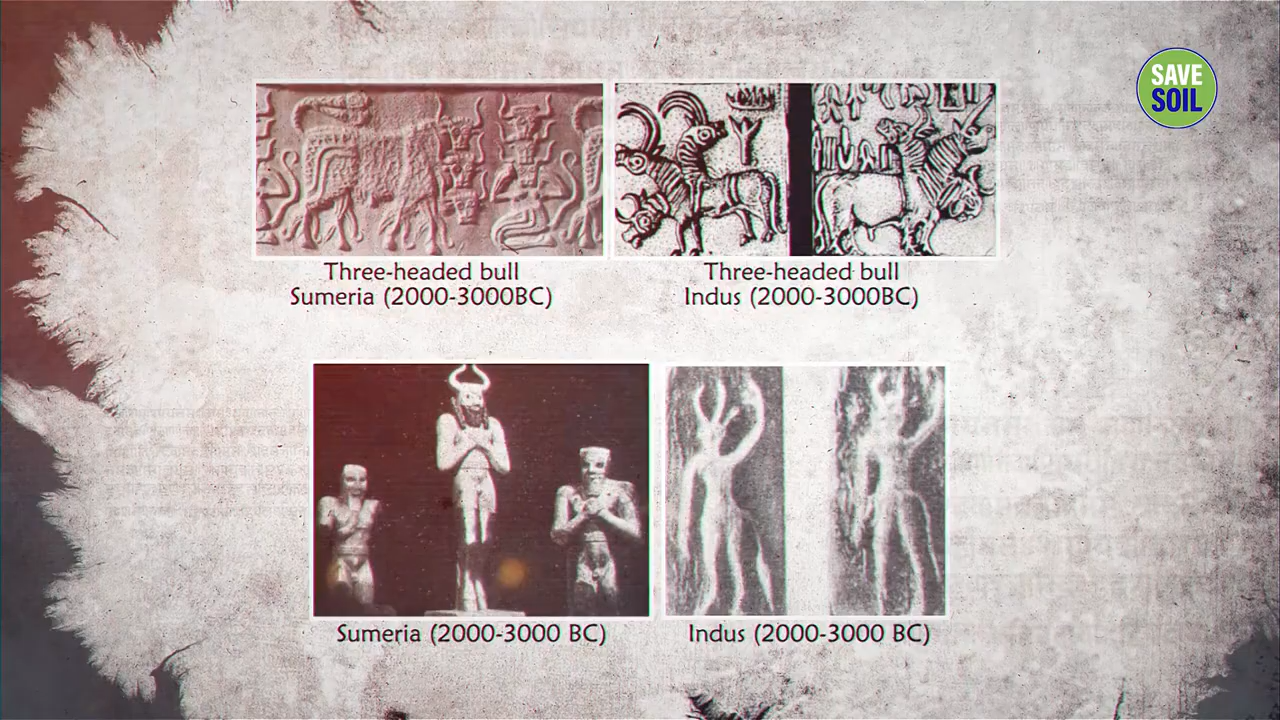 SAVE
SOIL
Three-headed bull
Sumeria (2000-3000BC)
Three-headed bull
Indus (2000-3000BC)
Sumeria (2000-3000 BC)
Indus (2000-3000 BC)